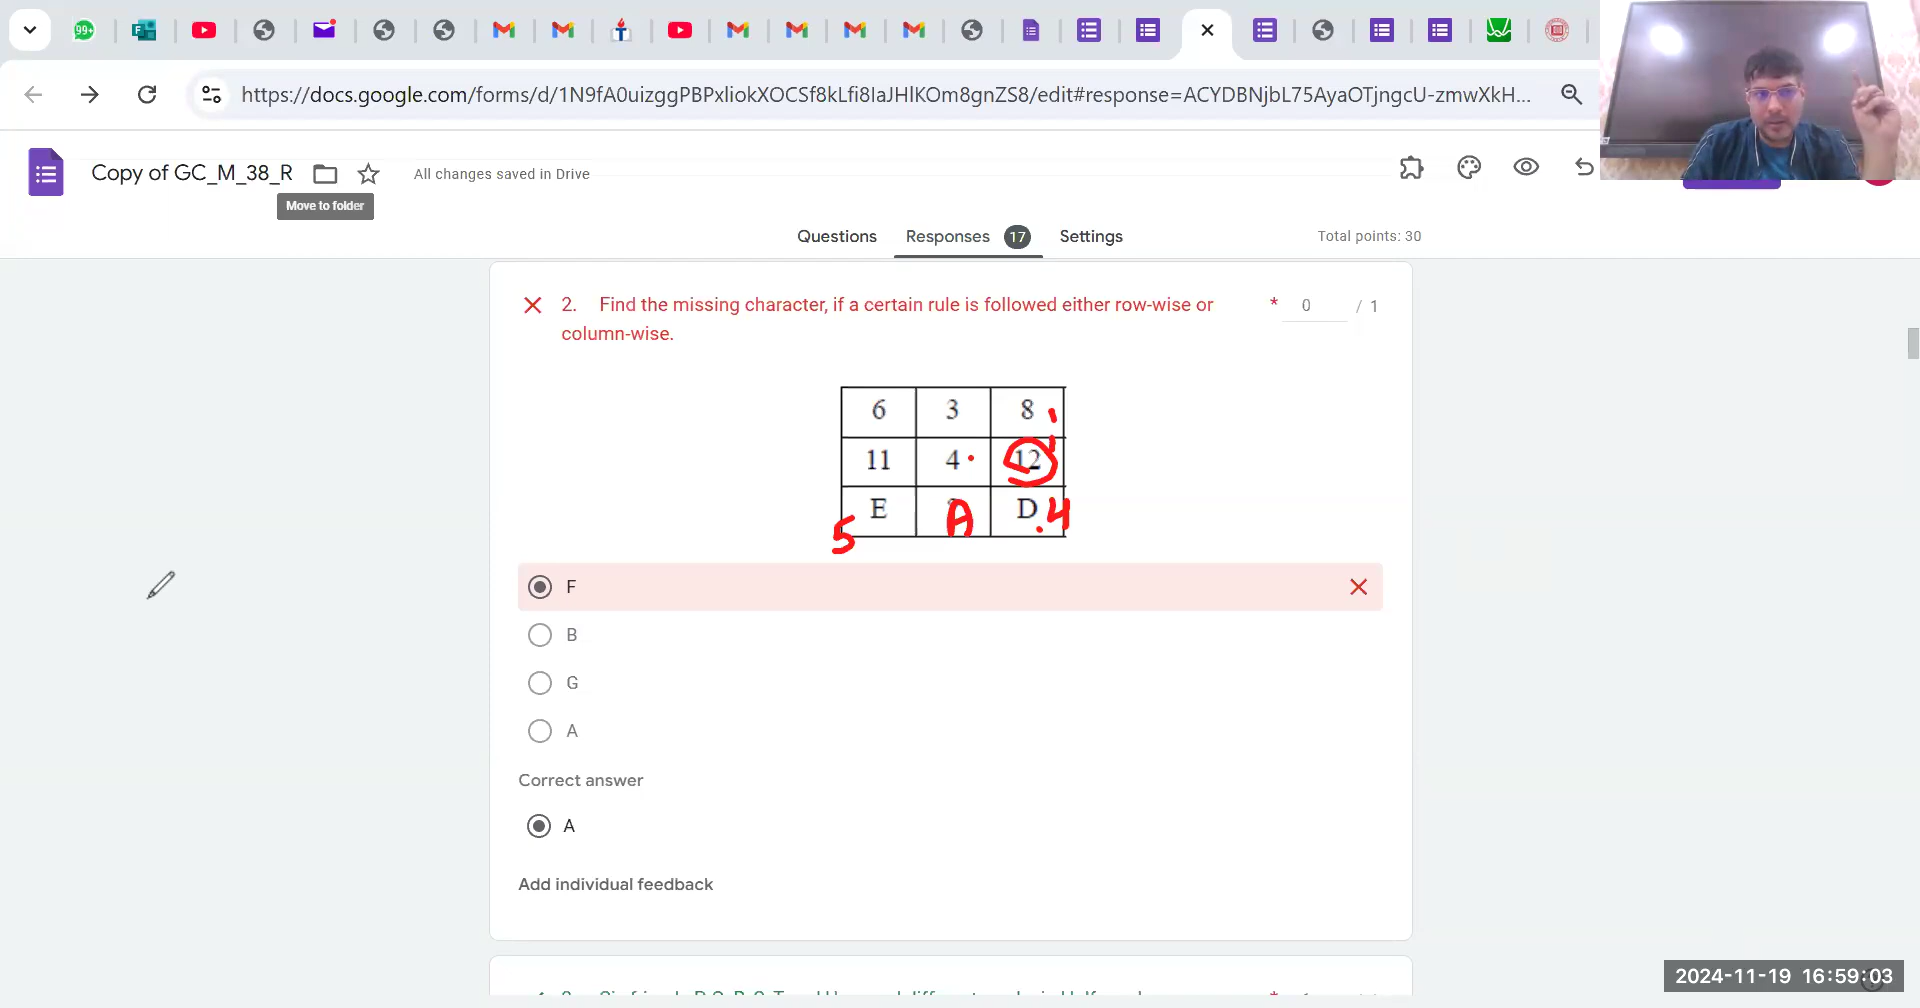 99+
https://docs.google.com/forms/d/1N9fA0uizggPBPxIiokXOCSf8kLfi8IaJHlKOm8gnZS8/edit#response=ACYDBNjbL75AyaOTjngcU-zmwXkH...
Copy of GC_M_38_R
All changes saved in Drive
Move to folder
Questions
Responses 17
Settings
Total points: 30
2. Find the missing character, if a certain rule is followed either row-wise or * 0 / 1
column-wise.
6 3 8
11 4 12
E A D 4
5
F
B
G
A
Correct answer
A
Add individual feedback
2024-11-19 16:59:03